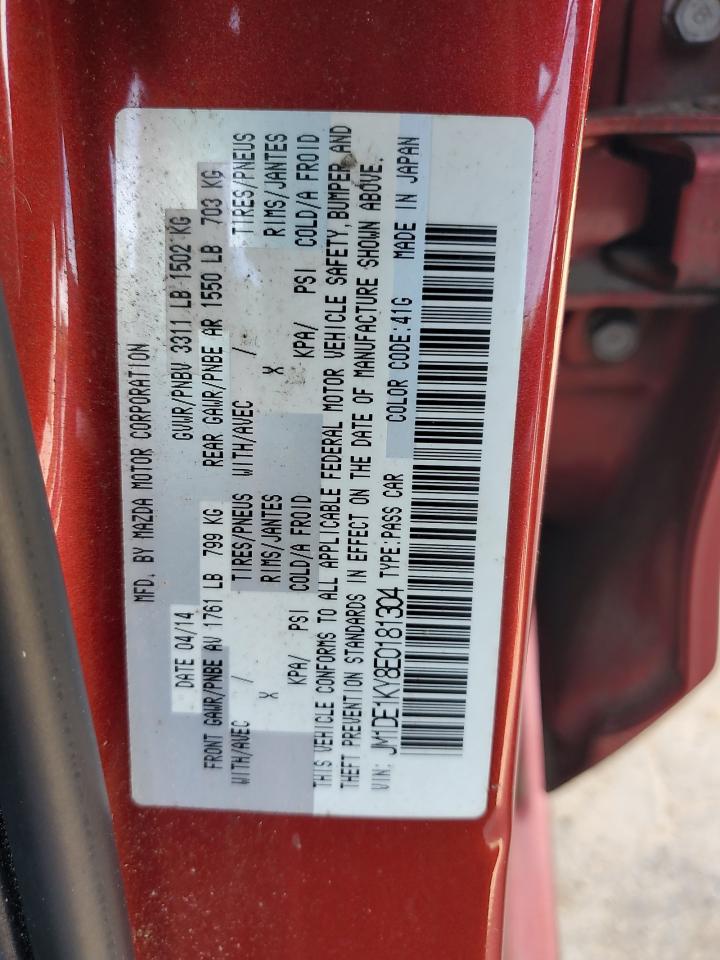 MFD. BY MAZDA MOTOR CORPORATION
DATE 04/14 GVWR/PNBV 3311 LB 1502 KG
FRONT GAWR/PNBE AV 1761 LB 799 KG REAR GAWR/PNBE AR 1550 LB 703 KG
WITH/AVEC / TIRES/PNEUS WITH/AVEC / TIRES/PNEUS
X RIMS/JANTES X RIMS/JANTES
KPA/ PSI COLD/A FROID KPA/ PSI COLD/A FROID
THIS VEHICLE CONFORMS TO ALL APPLICABLE FEDERAL MOTOR VEHICLE SAFETY, BUMPER AND
THEFT PREVENTION STANDARDS IN EFFECT ON THE DATE OF MANUFACTURE SHOWN ABOVE.
VIN: JM1DE1KY8E0181304 TYPE:PASS CAR COLOR CODE:41G MADE IN JAPAN